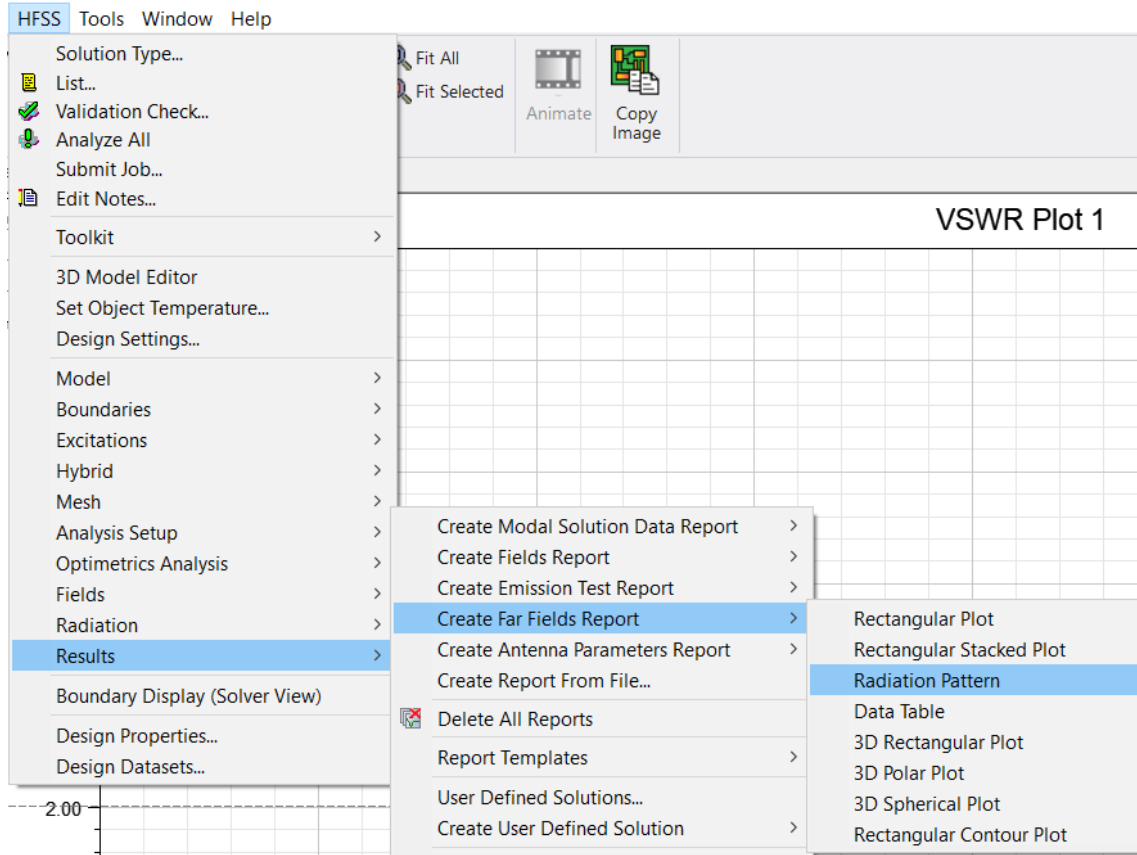 HFSS Tools Window Help
Solution Type...
List...
Validation Check...
Analyze All
Submit Job...
Edit Notes...
Toolkit
3D Model Editor
Set Object Temperature...
Design Settings...
Model
Boundaries
Excitations
Hybrid
Mesh
Analysis Setup
Optimetrics Analysis
Fields
Radiation
Results
Boundary Display (Solver View)
Design Properties...
Design Datasets...
Fit All
Fit Selected
Animate
Copy
Image
VSWR Plot 1
Create Modal Solution Data Report
Create Fields Report
Create Emission Test Report
Create Far Fields Report
Create Antenna Parameters Report
Create Report From File...
Delete All Reports
Report Templates
User Defined Solutions...
Create User Defined Solution
Rectangular Plot
Rectangular Stacked Plot
Radiation Pattern
Data Table
3D Rectangular Plot
3D Polar Plot
3D Spherical Plot
Rectangular Contour Plot
2.00